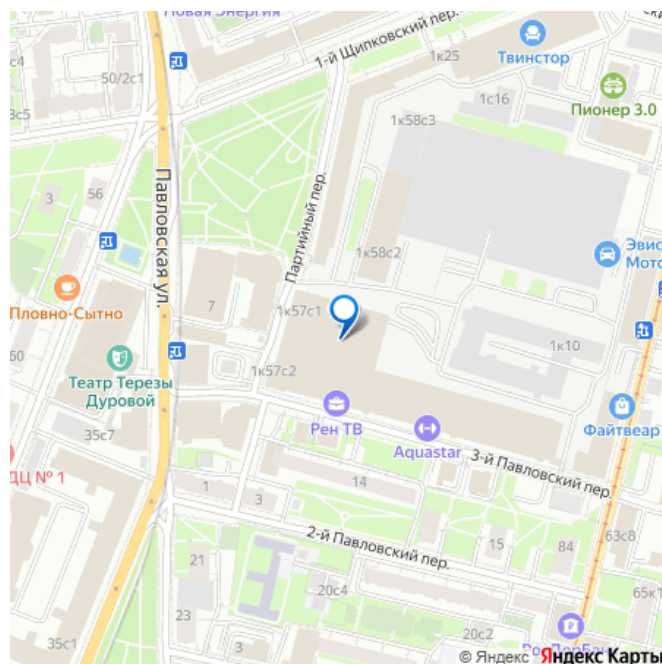 Новая Энергия
1-й Щипковский пер.
1к25
Твинстор
50/2с1
1с16
Пионер 3.0
1к58с3
3
56
Павловская ул.
Партийный пер.
1к58с2
Эвис
Мото
Пловно-Сытно
7
1к57с1
60
1к10
Театр Терезы
Дуровой
1к57с2
Рен ТВ
Aquastar
Файтвеар
35с7
ДЦ № 1
3-й Павловский пер.
1
3
14
2-й Павловский пер.
15
84
63с8
21
20с4
65к1
23
3
20с2
35с1
© Яндекс Яндекс Карты